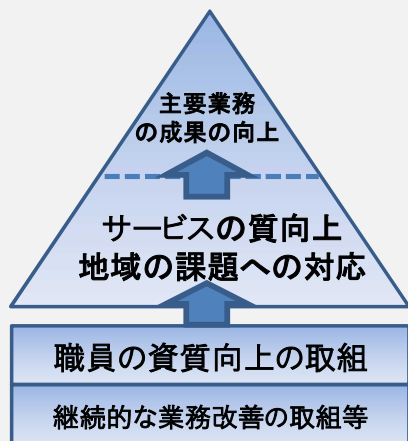 主要業務
の成果の向上
サービスの質向上
地域の課題への対応
職員の資質向上の取組
継続的な業務改善の取組等